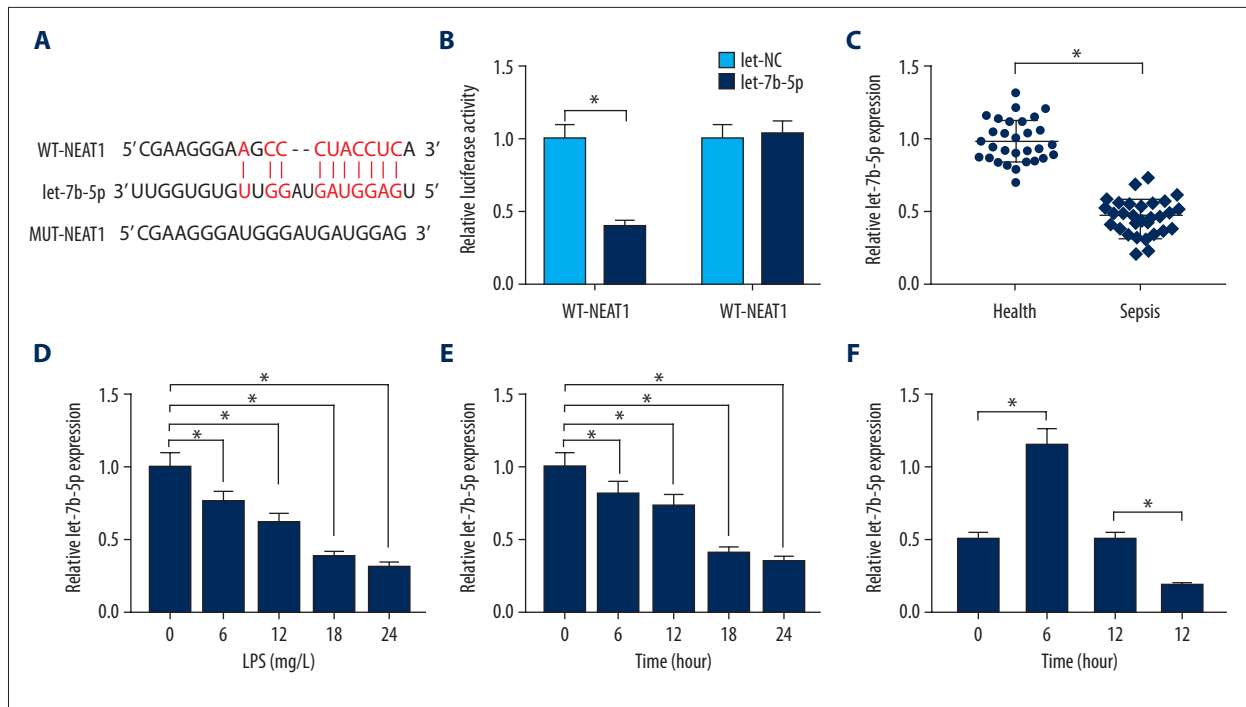 A
WT-NEAT1 5'CGAAGGGAAGCC - - CUACCUCA 3'
let-7b-5p 3'UUGGUGUGUUGGAUGAUGGAGU 5'
MUT-NEAT1 5'CGAAGGGAUGGGAUGAUGGAG 3'
B
let-NC
let-7b-5p
Relative luciferase activity
1.5
1.0
0.5
0.0
*
WT-NEAT1 WT-NEAT1
C
Relative let-7b-5p expression
1.5
1.0
0.5
0.0
*
Health Sepsis
D
Relative let-7b-5p expression
1.5
1.0
0.5
0.0
*
*
*
*
0 6 12 18 24
LPS (mg/L)
E
Relative let-7b-5p expression
1.5
1.0
0.5
0.0
*
*
*
*
0 6 12 18 24
Time (hour)
F
Relative let-7b-5p expression
1.5
1.0
0.5
0.0
*
*
0 6 12 12
Time (hour)